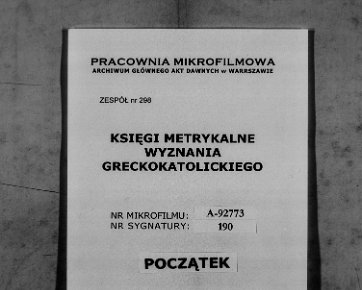 PRACOWNIA MIKROFILMOWA
ARCHIWUM GŁÓWNEGO AKT DAWNYCH w WARSZAWIE
ZESPÓŁ nr 298
KSIĘGI METRYKALNE
WYZNANIA
GRECKOKATOLICKIEGO
NR MIKROFILMU: A-92773
NR SYGNATURY: 190
POCZĄTEK